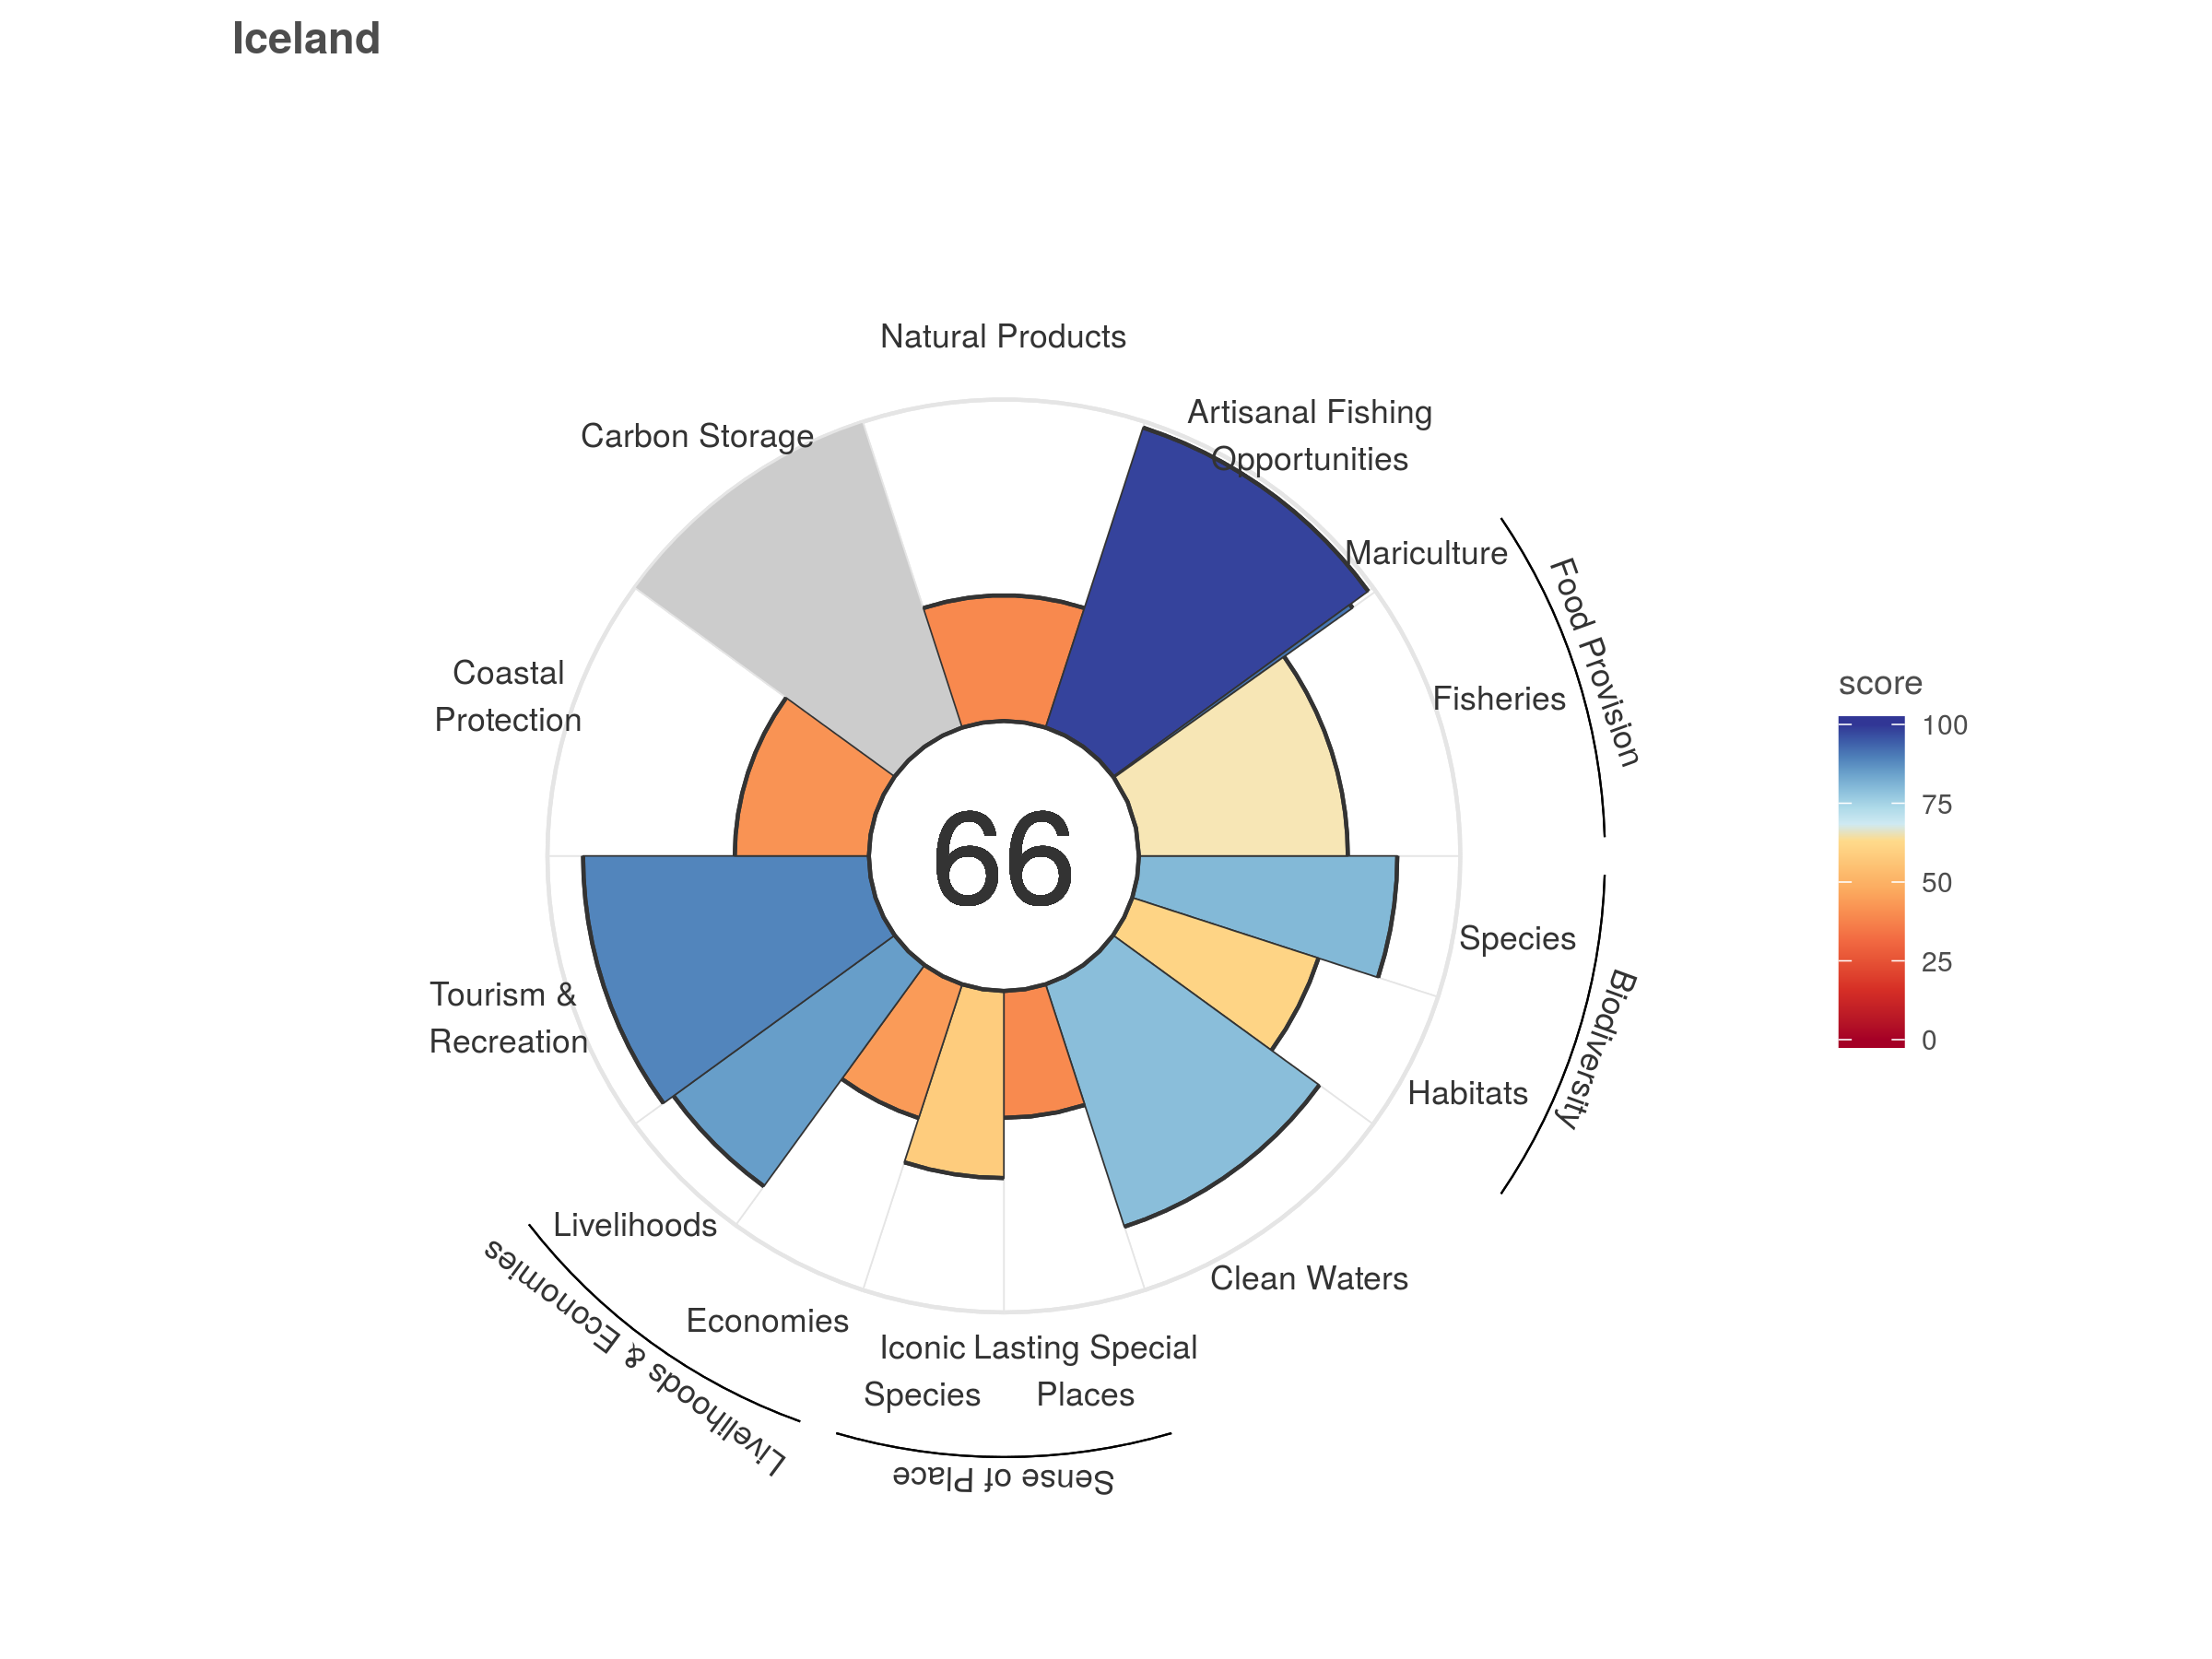 Iceland
Natural Products
Artisanal Fishing
Opportunities
Carbon Storage
Mariculture
Food Provision
Fisheries
Coastal
Protection
score
100
75
50
25
0
66
Species
Biodiversity
Tourism &
Recreation
Habitats
Livelihoods
Clean Waters
Economies
Livelihoods & Economies
Iconic
Species
Lasting Special
Places
Sense of Place